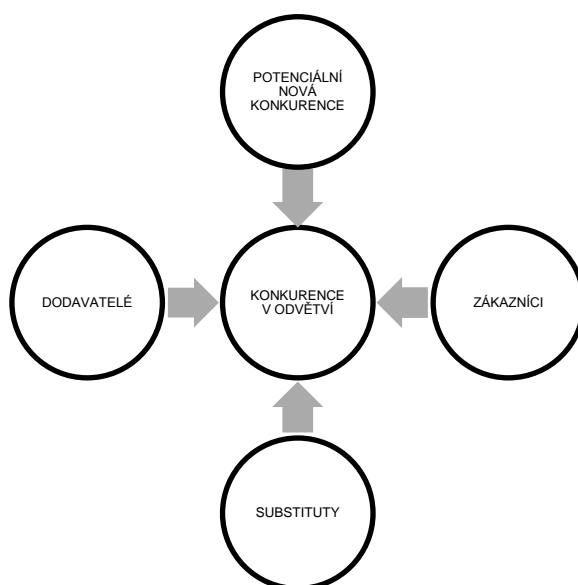 POTENCIÁLNÍ
NOVÁ
KONKURENCE
DODAVATELÉ
KONKURENCE
V ODVĚTVÍ
ZÁKAZNÍCI
SUBSTITUTY